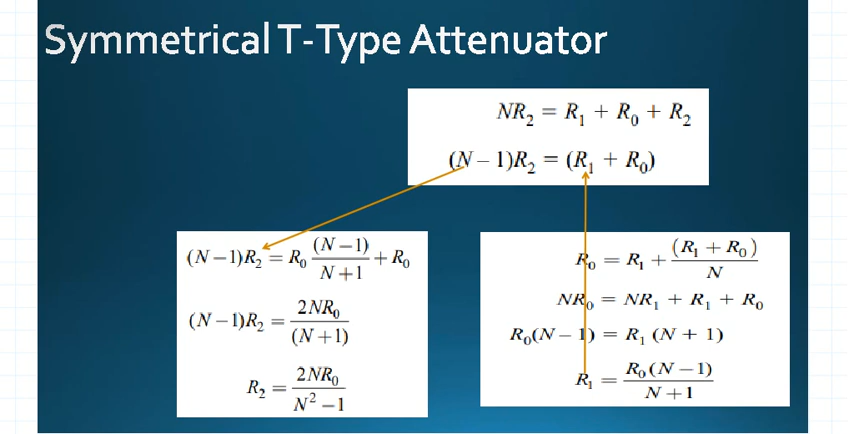 Symmetrical T-Type Attenuator
NR₂ = R₁ + R₀ + R₂
(N – 1)R₂ = (R₁ + R₀)
(N–1)R₂ = R₀ (N–1)/N+1 + R₀
(N–1)R₂ = 2NR₀/(N+1)
R₂ = 2NR₀/N²–1
R₀ = R₁ + (R₁ + R₀)/N
NR₀ = NR₁ + R₁ + R₀
R₀(N – 1) = R₁ (N + 1)
R₁ = R₀(N–1)/N+1